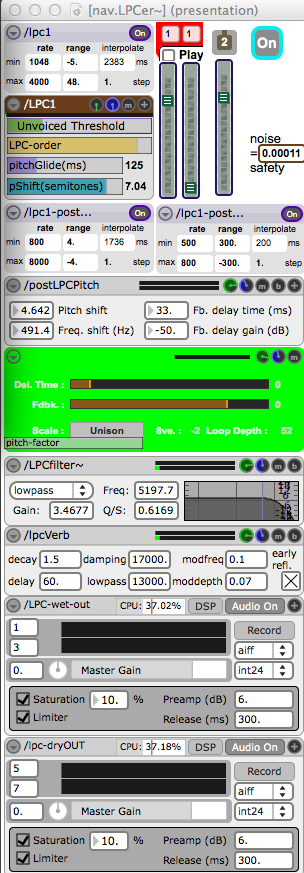 [nav.LPCer~] (presentation)
/lpc1 On
rate range interpolate
min 1048 -5. 2383 ms
max 4000 48. 1. step
1 1
Play
2
On
/LPC1 m
Unvoiced Threshold
LPC-order
pitchGlide(ms) 125
pShift(semitones) 7.04
noise
=0.00011
safety
/lpc1-post... On
rate range interpolate
min 800 4. 1736 ms
max 8000 -4. 1. step
/lpc1-post... On
rate range interpolate
min 500 300. 200 ms
max 800 -300. 1. step
/postLPCPitch m b
4.642 Pitch shift 33. Fb. delay time (ms)
491.4 Freq. shift (Hz) -50. Fb. delay gain (dB)
m b
Del. Time : 0
Fdbk. : 0
Scale : Unison 8ve. : -2 Loop Depth : 52
pitch-factor
/LPCfilter~ m b
lowpass Freq: 5197.7
Gain: 3.4677 Q/S: 0.6169
/lpcVerb m b
decay 1.5 damping 17000. modfreq 0.1 early
refl.
delay 60. lowpass 13000. moddepth 0.07
/LPC-wet-out CPU: 37.02% DSP Audio On
1
3
Record
aiff
0. Master Gain int24
Saturation 10. % Preamp (dB) 6.
Limiter Release (ms) 300.
/lpc-dryOUT CPU: 37.18% DSP Audio On
5
7
Record
aiff
0. Master Gain int24
Saturation 10. % Preamp (dB) 6.
Limiter Release (ms) 300.